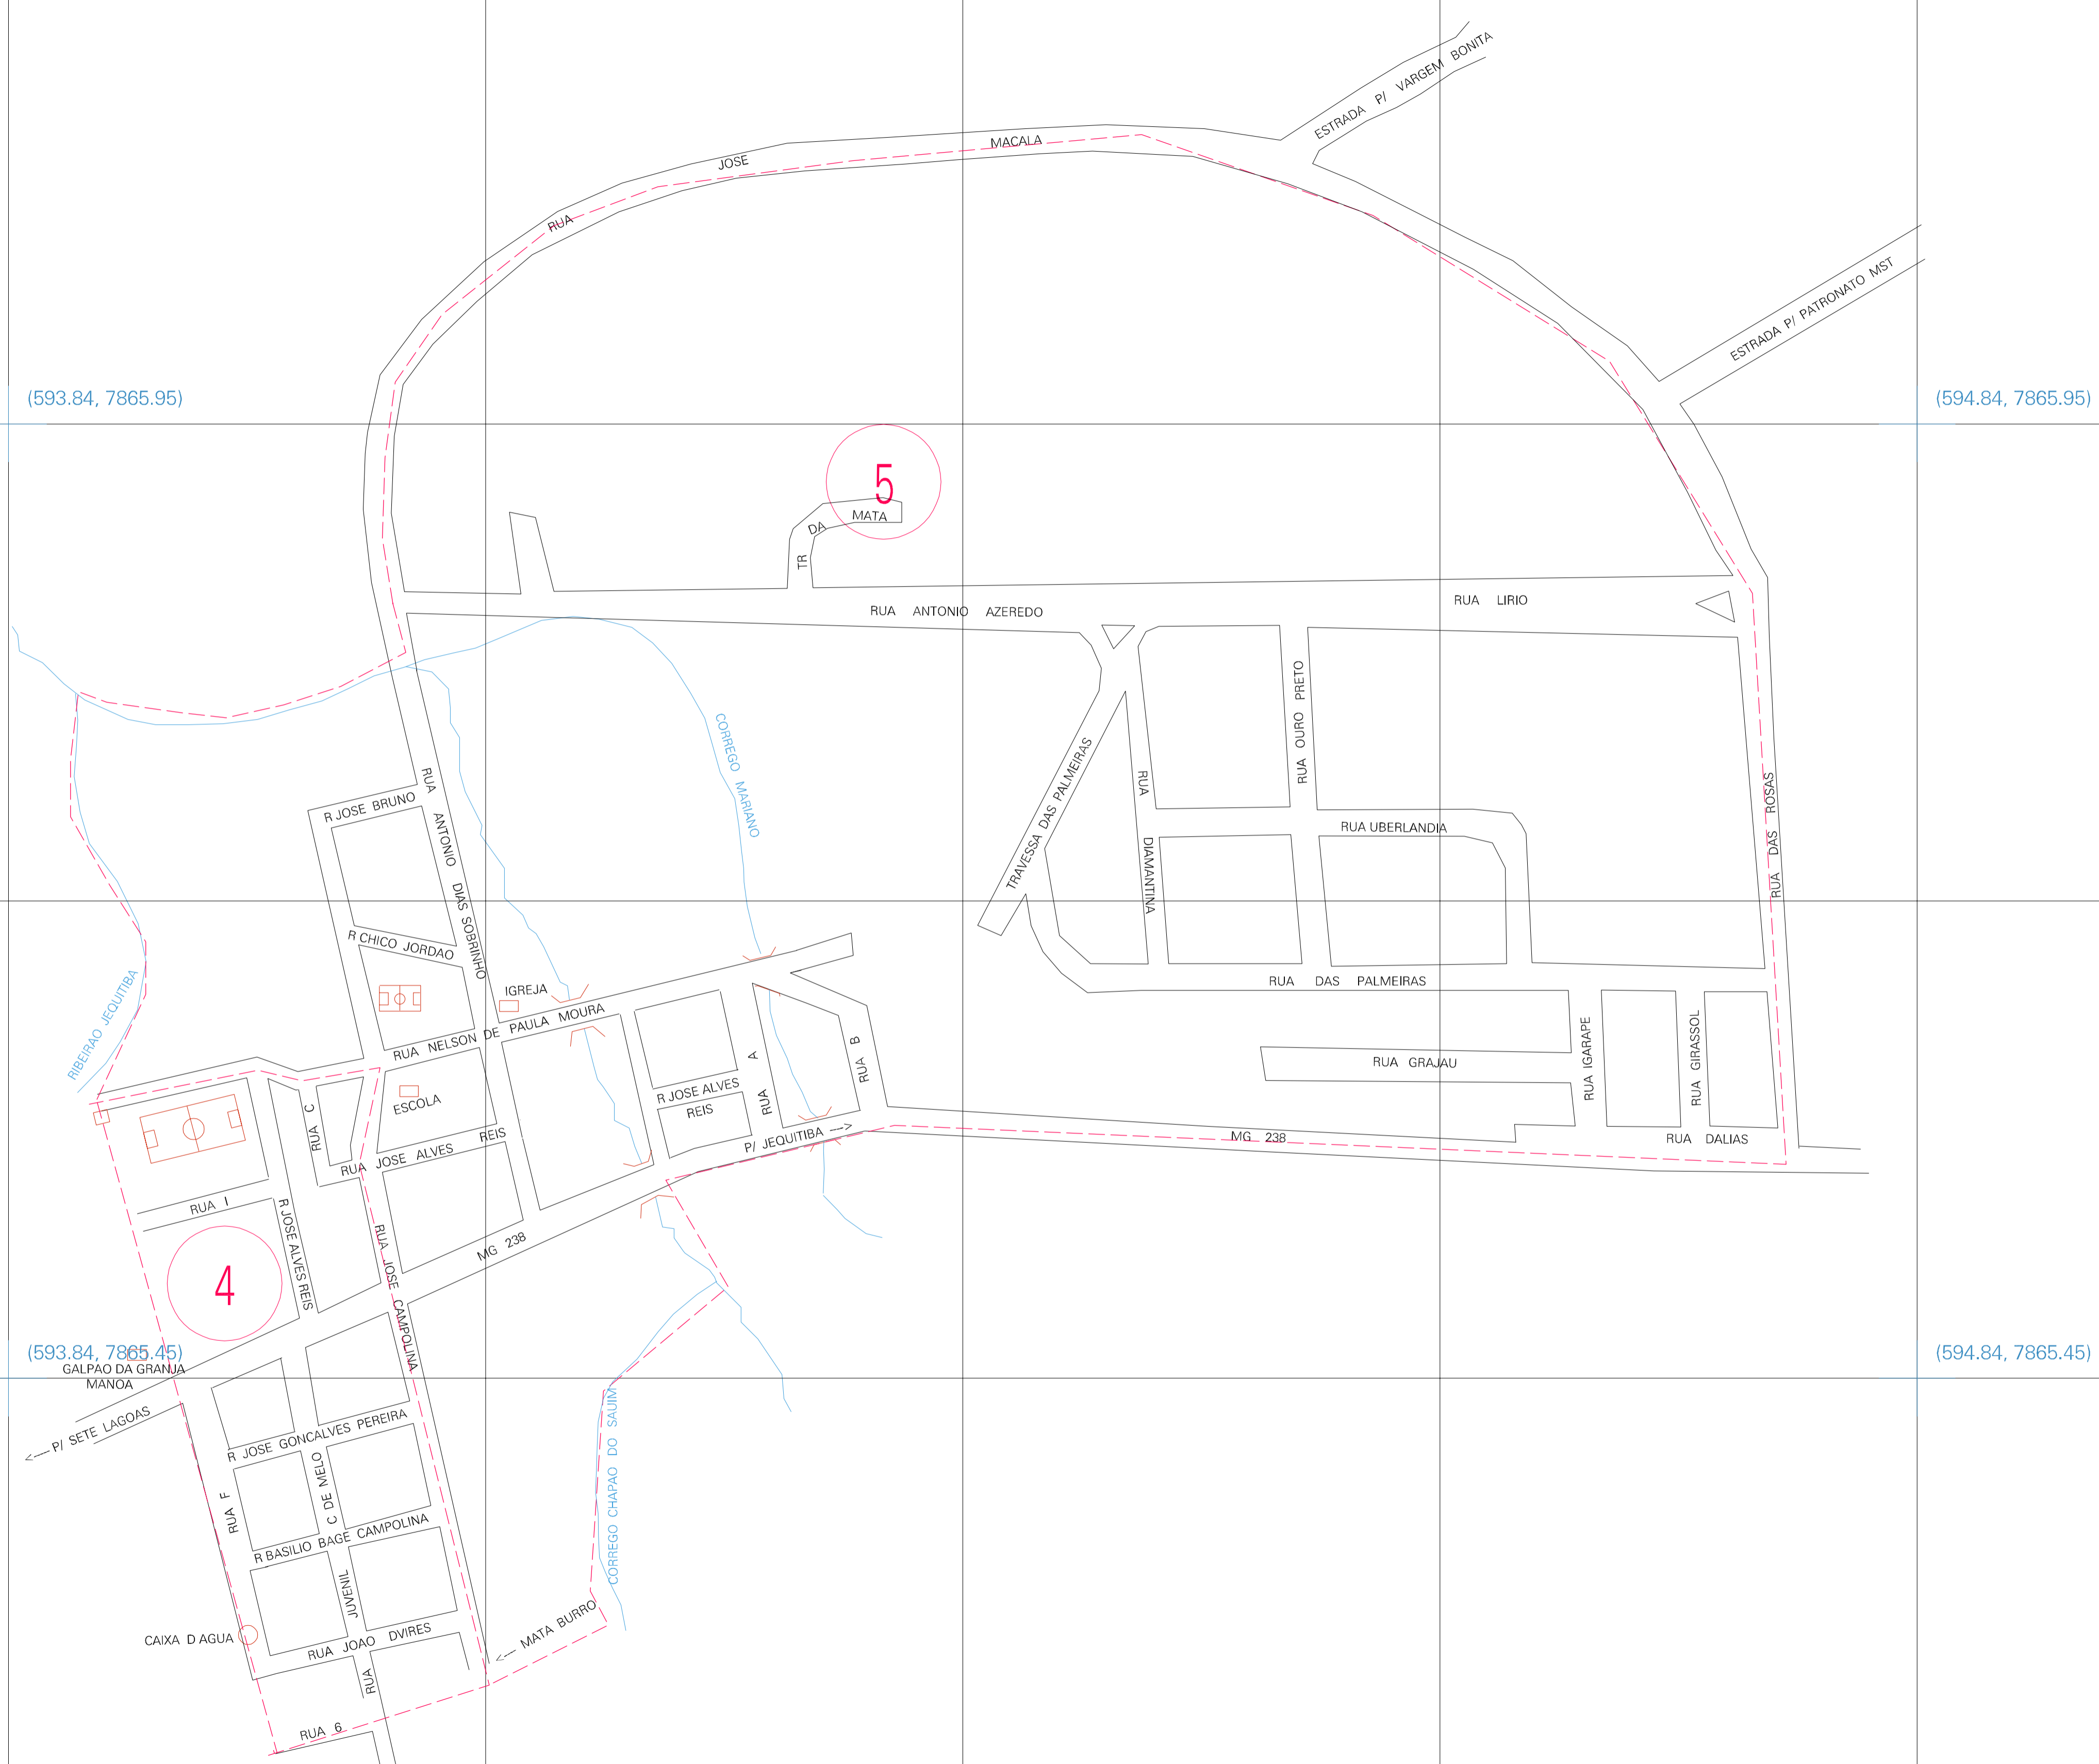 ESTRADA P/ VARGEM BONITA
RUA JOSE MACALA
ESTRADA P/ PATRONATO MST
(593.84, 7865.95)
(594.84, 7865.95)
5
TR DA MATA
RUA ANTONIO AZEREDO
RUA LIRIO
RUA OURO PRETO
CORREGO MARIANO
TRAVESSA DAS PALMEIRAS
RUA DIAMANTINA
RUA UBERLANDIA
RUA DAS ROSAS
R JOSE BRUNO
RUA ANTONIO DIAS SOBRINHO
R CHICO JORDAO
RIBEIRAO JEQUITIBA
IGREJA
RUA NELSON DE PAULA MOURA
RUA DAS PALMEIRAS
RUA IGARAPE
RUA GIRASSOL
RUA GRAJAU
RUA A
RUA B
R JOSE ALVES
REIS
ESCOLA
RUA C
RUA JOSE ALVES REIS
P/ JEQUITIBA
MG 238
RUA DALIAS
RUA I
R JOSE ALVES REIS
RUA JOSE CAMPOLINA
MG 238
4
(593.84, 7865.45)
(594.84, 7865.45)
GALPAO DA GRANJA
MANOA
P/ SETE LAGOAS
R JOSE GONCALVES PEREIRA
CORREGO CHAPAO DO SAUIM
RUA F
RUA JUVENIL C DE MELO
R BASILIO BAGE CAMPOLINA
CAIXA D AGUA
RUA JOAO DVIRES
MATA BURRO
RUA 6